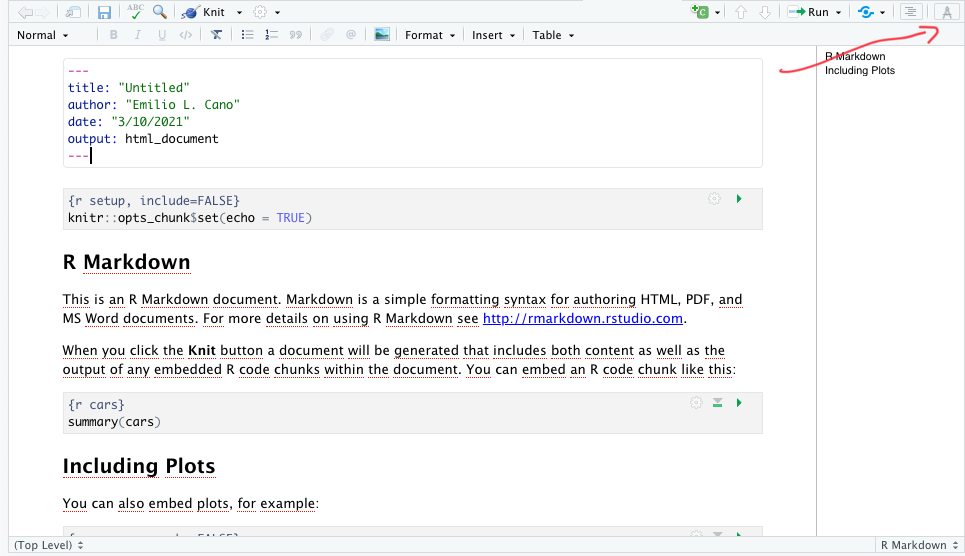 ABC Knit Run
Normal B I U </> Format Insert Table
---
title: "Untitled"
author: "Emilio L. Cano"
date: "3/10/2021"
output: html_document
---
R Markdown
Including Plots
{r setup, include=FALSE}
knitr::opts_chunk$set(echo = TRUE)
R Markdown
This is an R Markdown document. Markdown is a simple formatting syntax for authoring HTML, PDF, and
MS Word documents. For more details on using R Markdown see http://rmarkdown.rstudio.com.
When you click the Knit button a document will be generated that includes both content as well as the
output of any embedded R code chunks within the document. You can embed an R code chunk like this:
{r cars}
summary(cars)
Including Plots
You can also embed plots, for example:
(Top Level) R Markdown